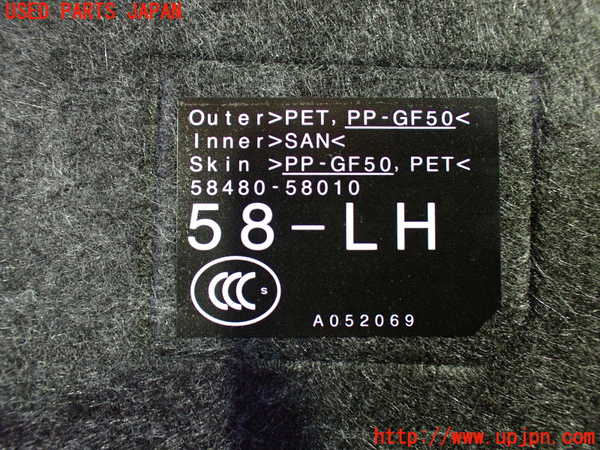 USED PARTS JAPAN
Outer>PET, PP-GF50<
Inner>SAN<
Skin >PP-GF50, PET<
58480-58010
58-LH
CCC S
A052069
http://www.upjpn.com